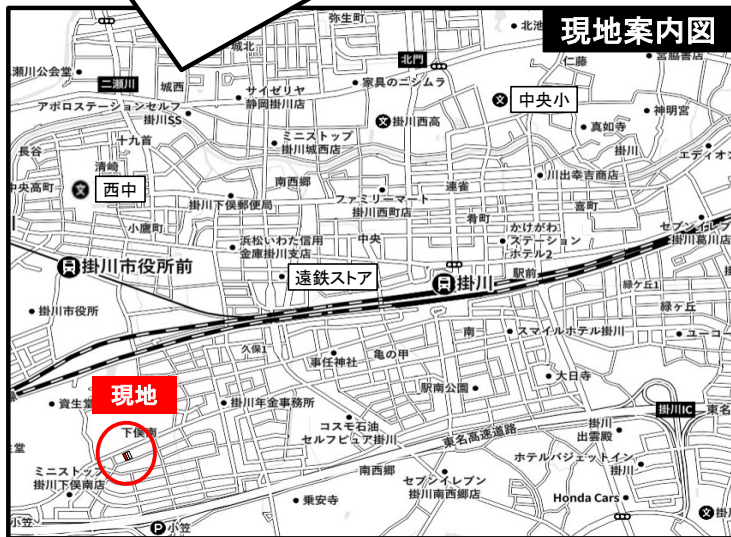 現地案内図
弥生町
北池
城北
仁藤
宮脇書店
二瀬川公会堂
北門
二瀬川
城西
サイゼリヤ
静岡掛川店
家具のニシムラ
中央小
アポロステーションセルフ
掛川SS
掛川西高
神明宮
真如寺
十九首
ミニストップ
掛川城西店
掛川
長谷
エディオン
清崎
川出幸吉商店
中央高町
西中
南西郷
連雀
掛川下俣郵便局
ファミリーマート
掛川西町店
喜町
肴町
小鷹町
セブンイレブ
掛川葛川店
中央
かけがわ
ステーション
ホテル2
浜松いわた信用
金庫掛川支店
掛川市役所前
遠鉄ストア
掛川
駅前
緑ヶ丘1
緑ヶ丘
掛川市役所
南一
スマイルホテル掛川
ユーコ
久保1
亀の甲
事任神社
大日寺
現地
資生堂
駅南公園
掛川年金事務所
掛川IC
東名
コスモ石油
セルフピュア掛川
下俣南
掛川
出雲殿
東名高速道路
生堂
ホテルバジェットイン
掛川
南西郷
ミニストップ
掛川下俣南店
セブンイレブン
掛川南西郷店
乗安寺
Honda Cars
小笠
P小笠
掛川